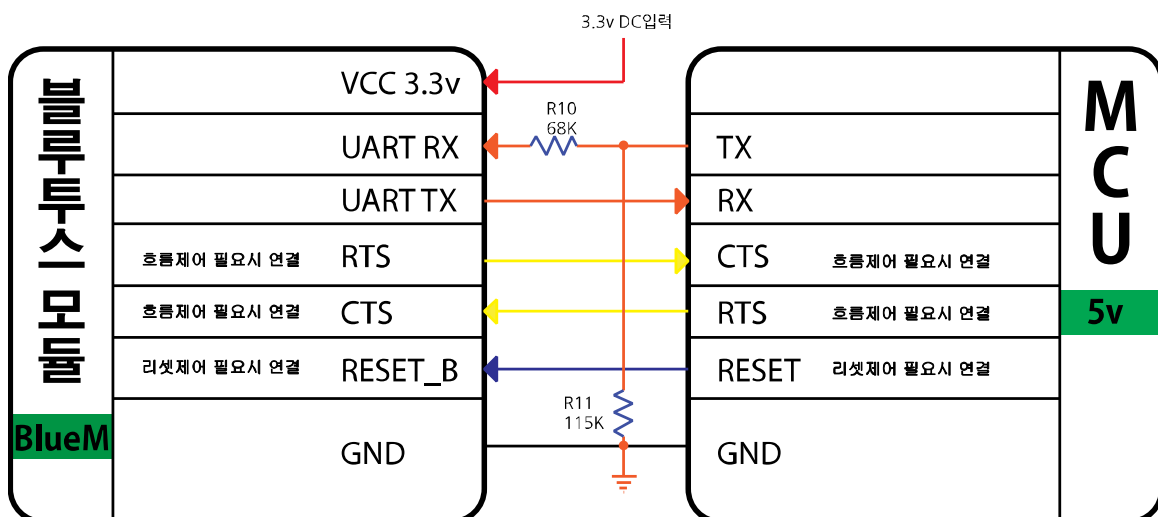 3.3v DC입력
블루투스 모듈
BlueM
VCC 3.3v
UART RX
UART TX
흐름제어 필요시 연결 RTS
흐름제어 필요시 연결 CTS
리셋제어 필요시 연결 RESET_B
GND
R10
68K
R11
115K
TX
RX
CTS 흐름제어 필요시 연결
RTS 흐름제어 필요시 연결
RESET 리셋제어 필요시 연결
GND
MCU
5v